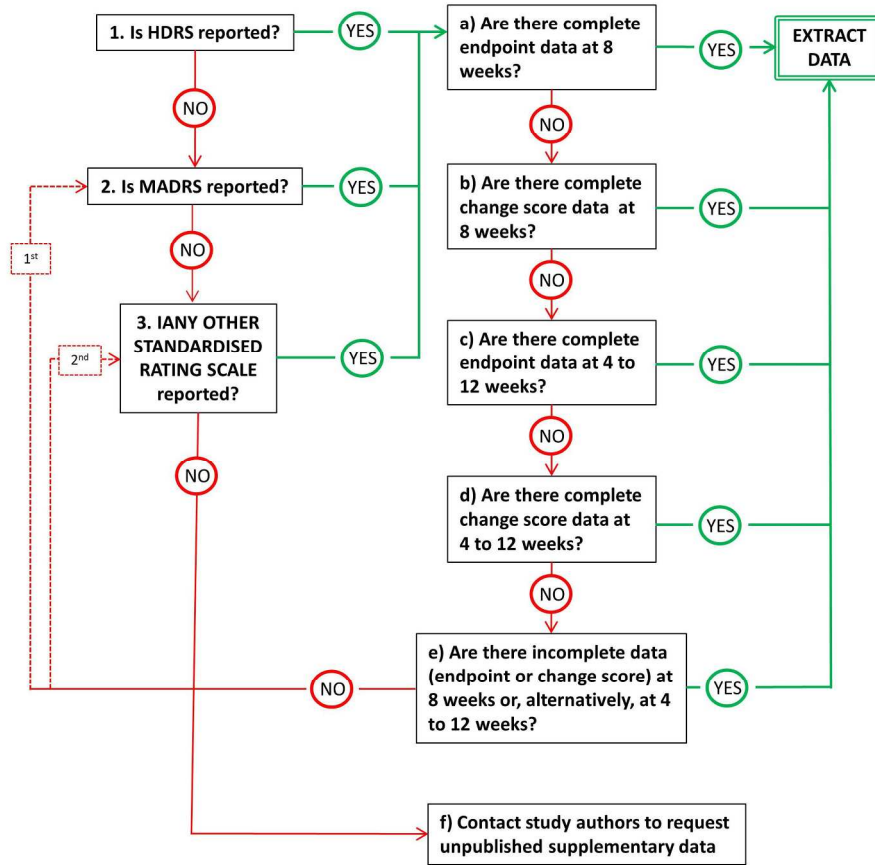 1. Is HDRS reported?
YES
NO
2. Is MADRS reported?
YES
NO
3. IANY OTHER
STANDARDISED
RATING SCALE
reported?
YES
NO
1st
2nd
a) Are there complete
endpoint data at 8
weeks?
YES
EXTRACT
DATA
NO
b) Are there complete
change score data at
8 weeks?
YES
NO
c) Are there complete
endpoint data at 4 to
12 weeks?
YES
NO
d) Are there complete
change score data at
4 to 12 weeks?
YES
NO
e) Are there incomplete data
(endpoint or change score) at
8 weeks or, alternatively, at 4
to 12 weeks?
YES
NO
f) Contact study authors to request
unpublished supplementary data